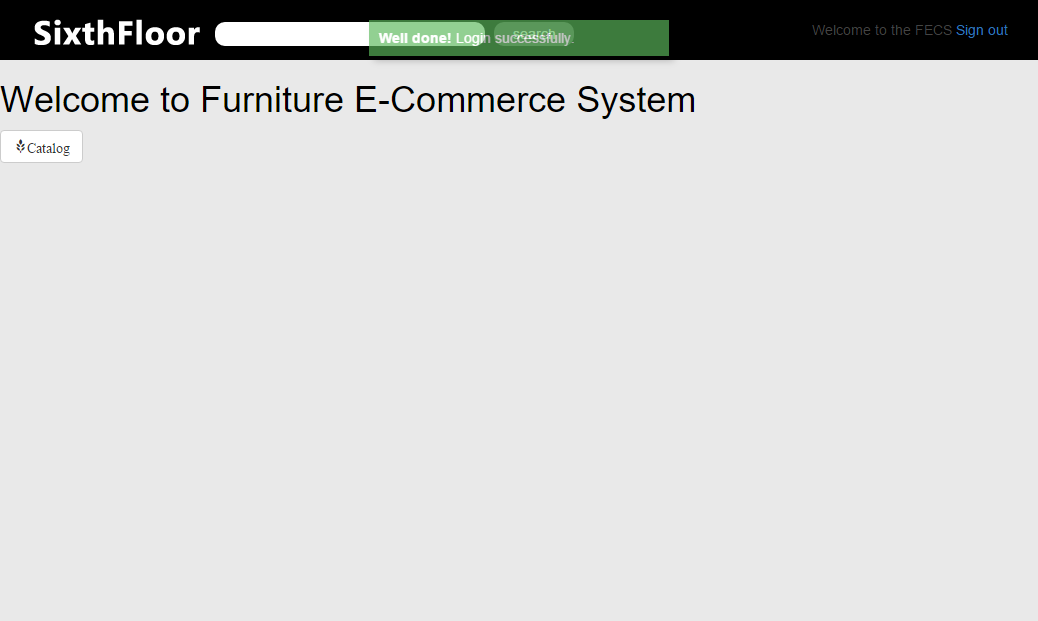 SixthFloor
search
Well done! Login successfully.
Welcome to the FECS Sign out
Welcome to Furniture E-Commerce System
Catalog